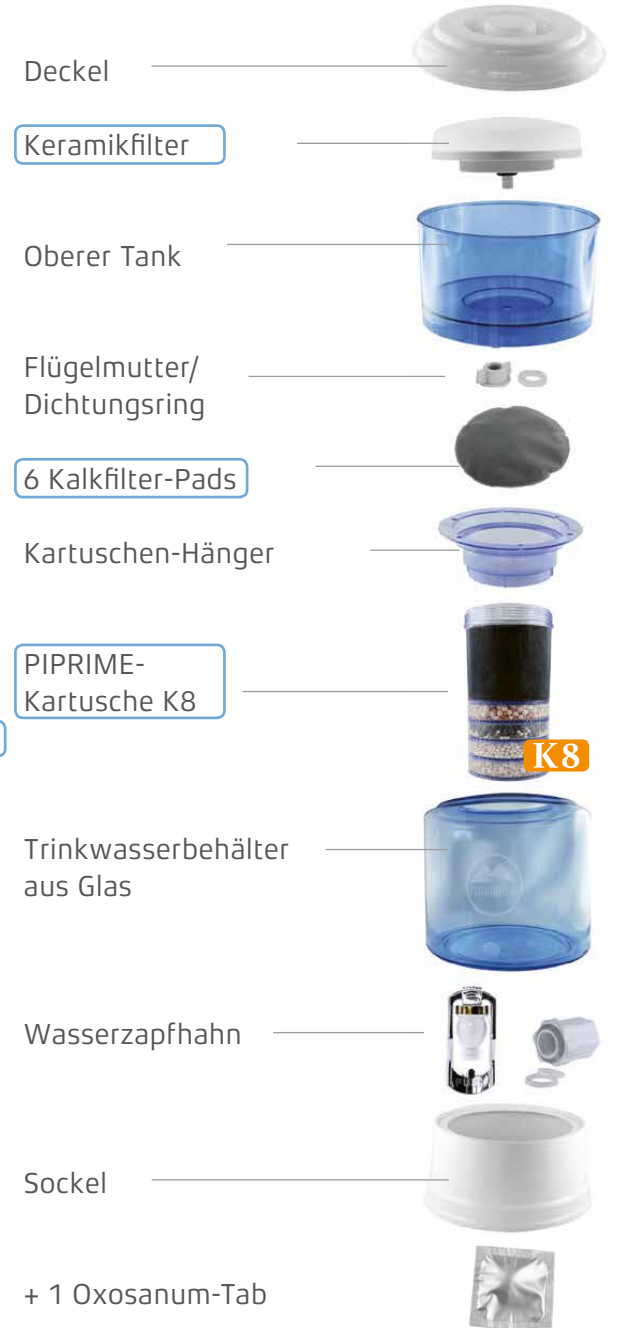 Deckel
Keramikfilter
Oberer Tank
Flügelmutter/
Dichtungsring
6 Kalkfilter-Pads
Kartuschen-Hänger
PIPRIME-
Kartusche K8
K8
Trinkwasserbehälter
aus Glas
Wasserzapfhahn
Sockel
+ 1 Oxosanum-Tab